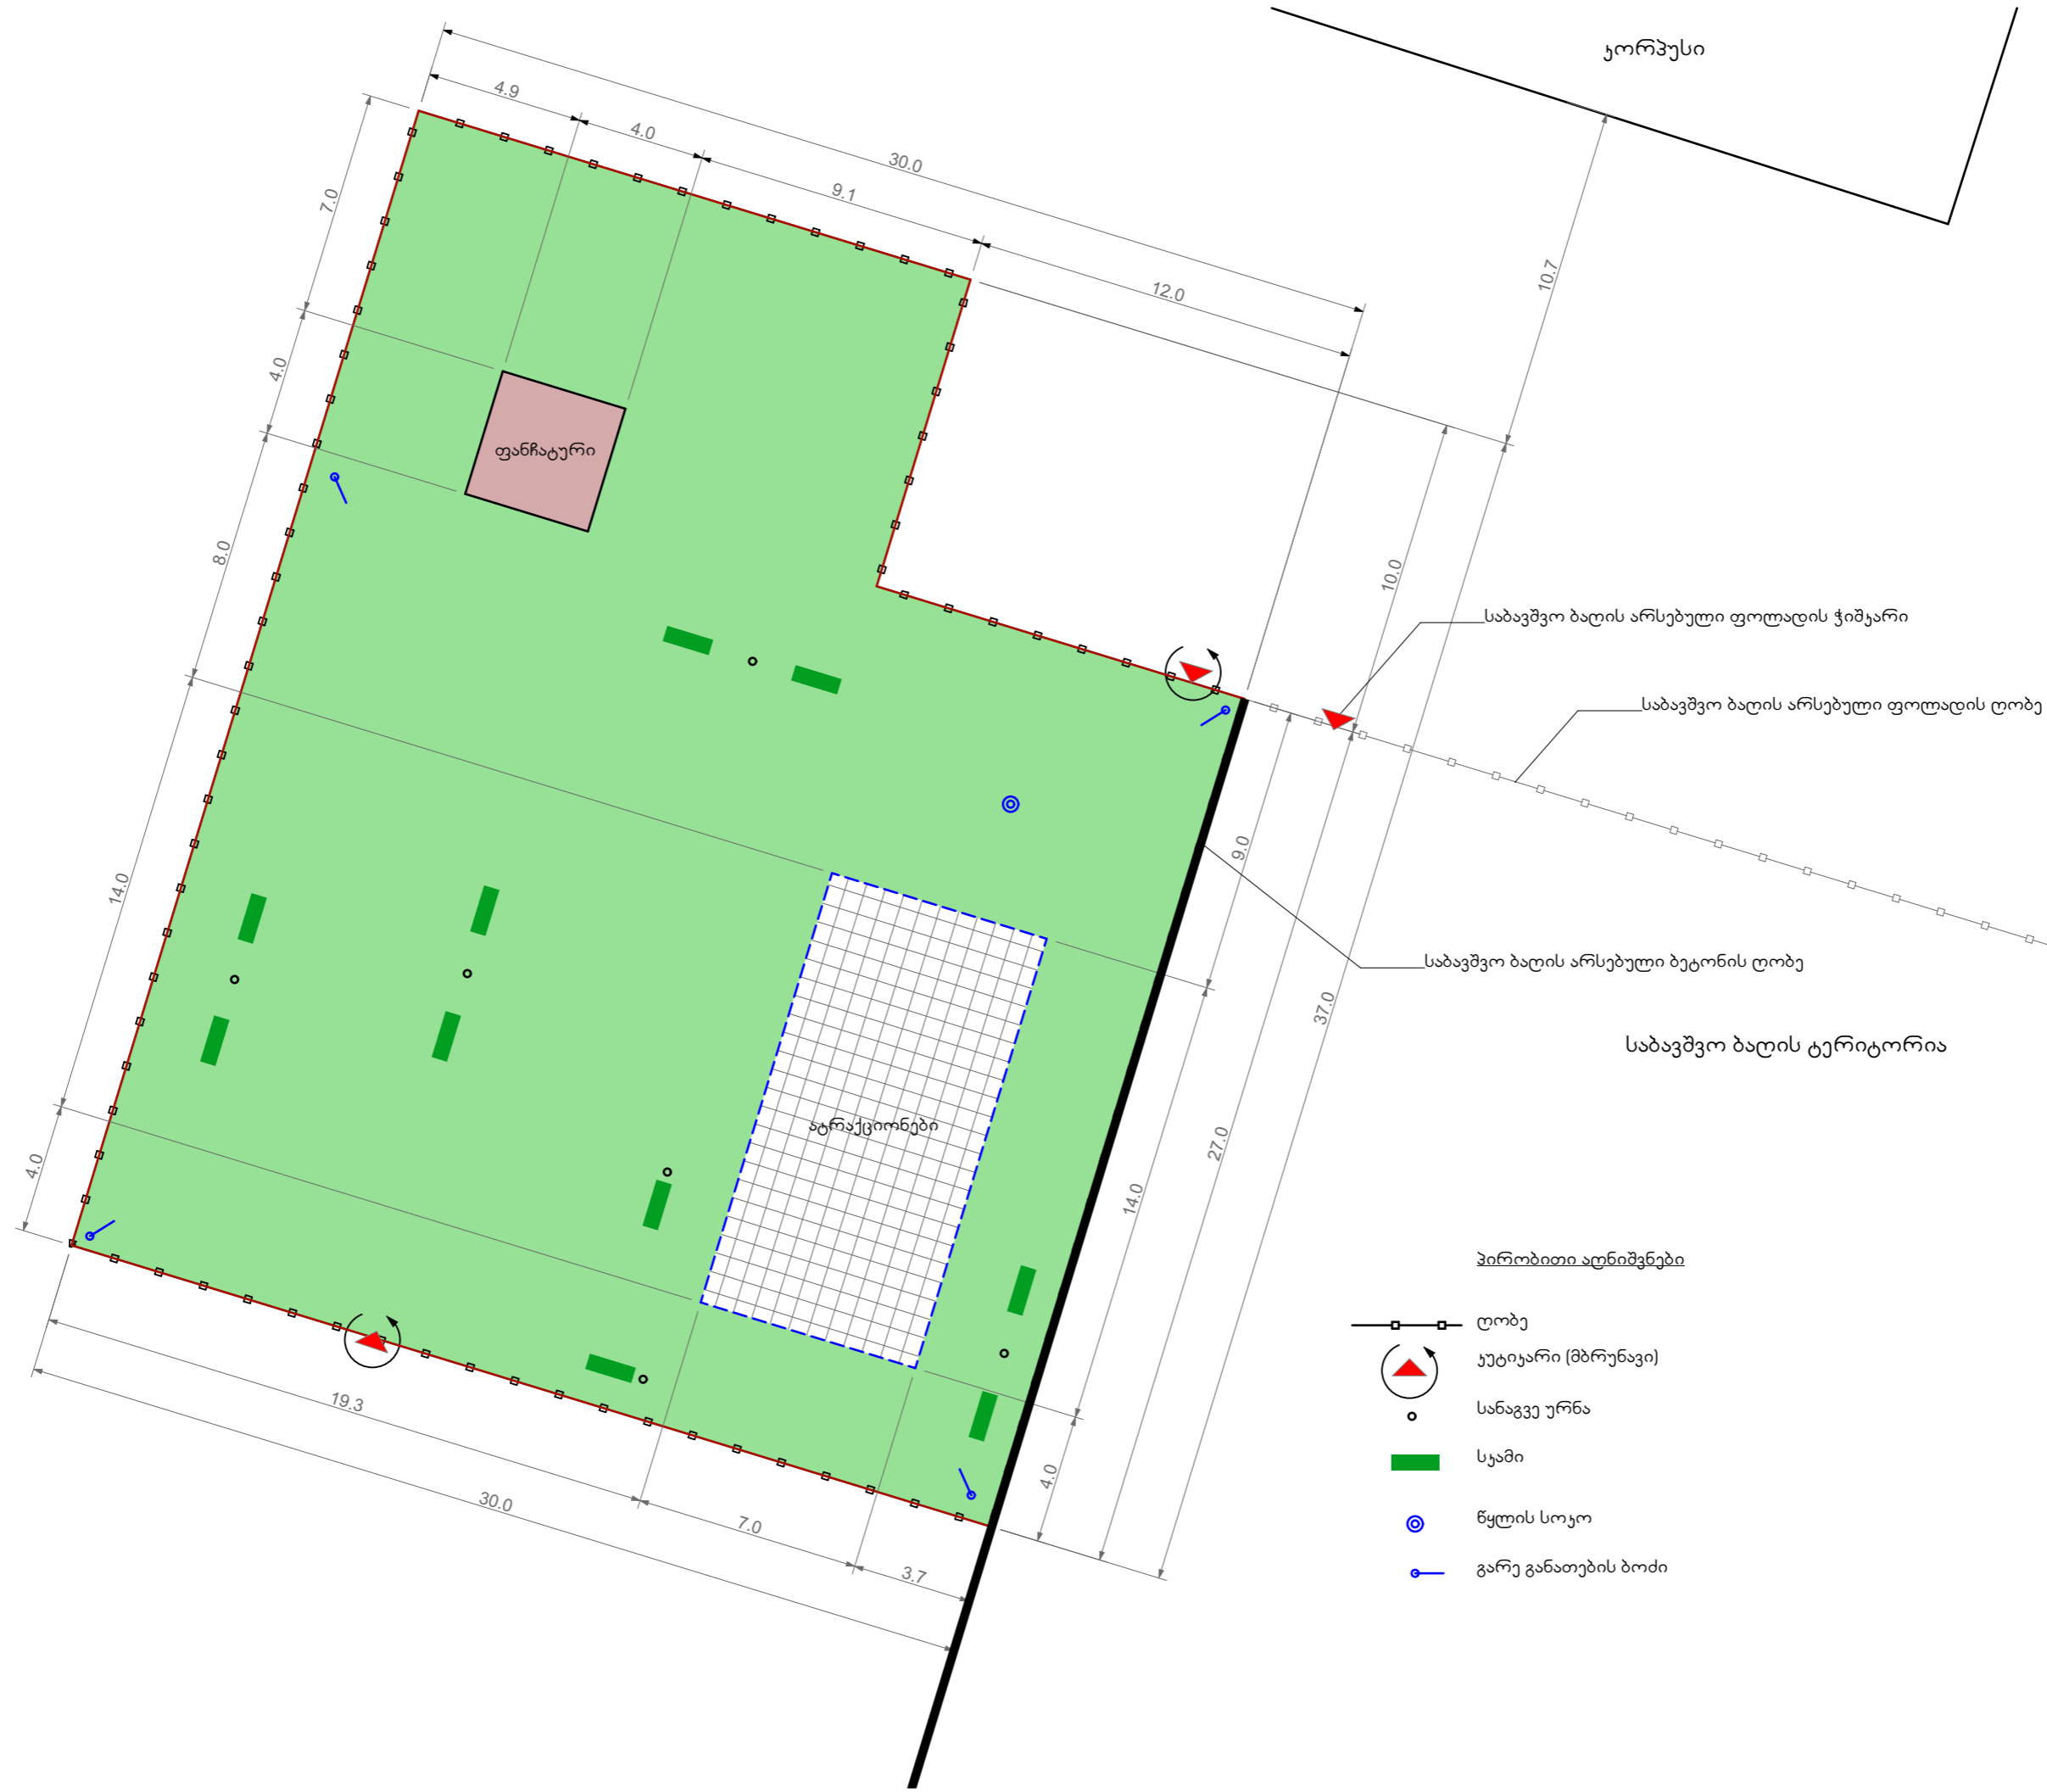 კორპუსი
4.9
4.0
30.0
9.1
12.0
7.0
4.0
10.7
ფანჩატური
8.0
10.0
საბავშვო ბაღის არსებული ფოლადის ჭიშკარი
საბავშვო ბაღის არსებული ფოლადის ღობე
14.0
9.0
საბავშვო ბაღის არსებული ბეტონის ღობე
37.0
საბავშვო ბაღის ტერიტორია
ატრაქციონები
27.0
4.0
14.0
19.3
30.0
7.0
3.7
4.0
პირობითი აღნიშვნები
ღობე
კუტიკარი (მბრუნავი)
სანაგვე ურნა
სკამი
წყლის სოკო
გარე განათების ბოძი